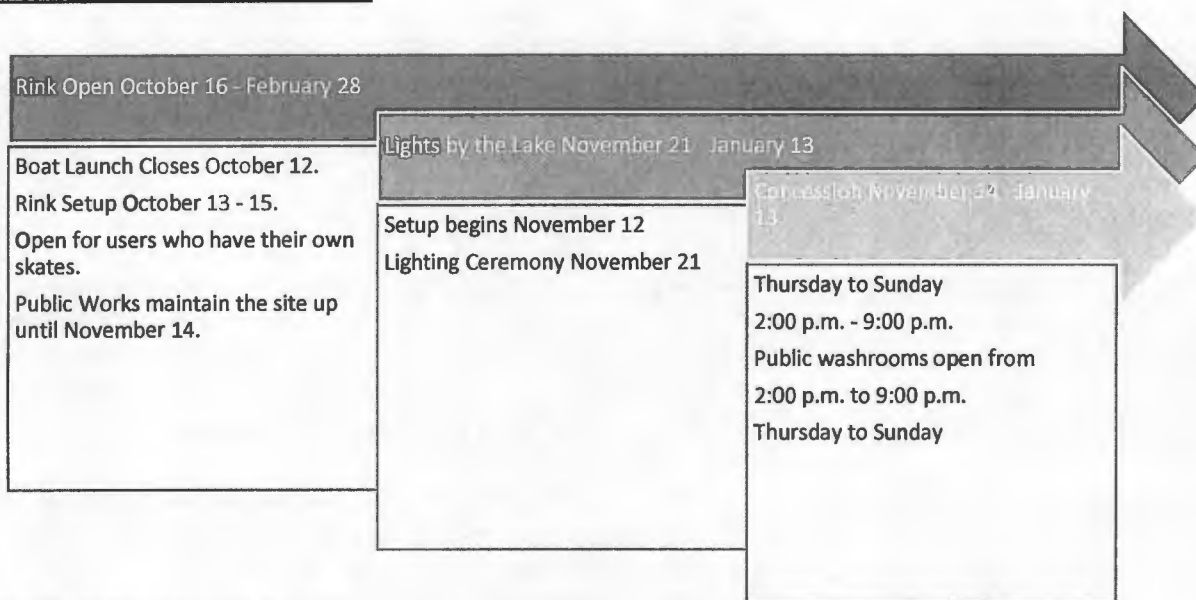 Rink Open October 16 - February 28
Boat Launch Closes October 12.
Rink Setup October 13 - 15.
Open for users who have their own
skates.
Public Works maintain the site up
until November 14.
Lights by the Lake November 21 January 13
Setup begins November 12
Lighting Ceremony November 21
Concession November 14 January
13
Thursday to Sunday
2:00 p.m. - 9:00 p.m.
Public washrooms open from
2:00 p.m. to 9:00 p.m.
Thursday to Sunday